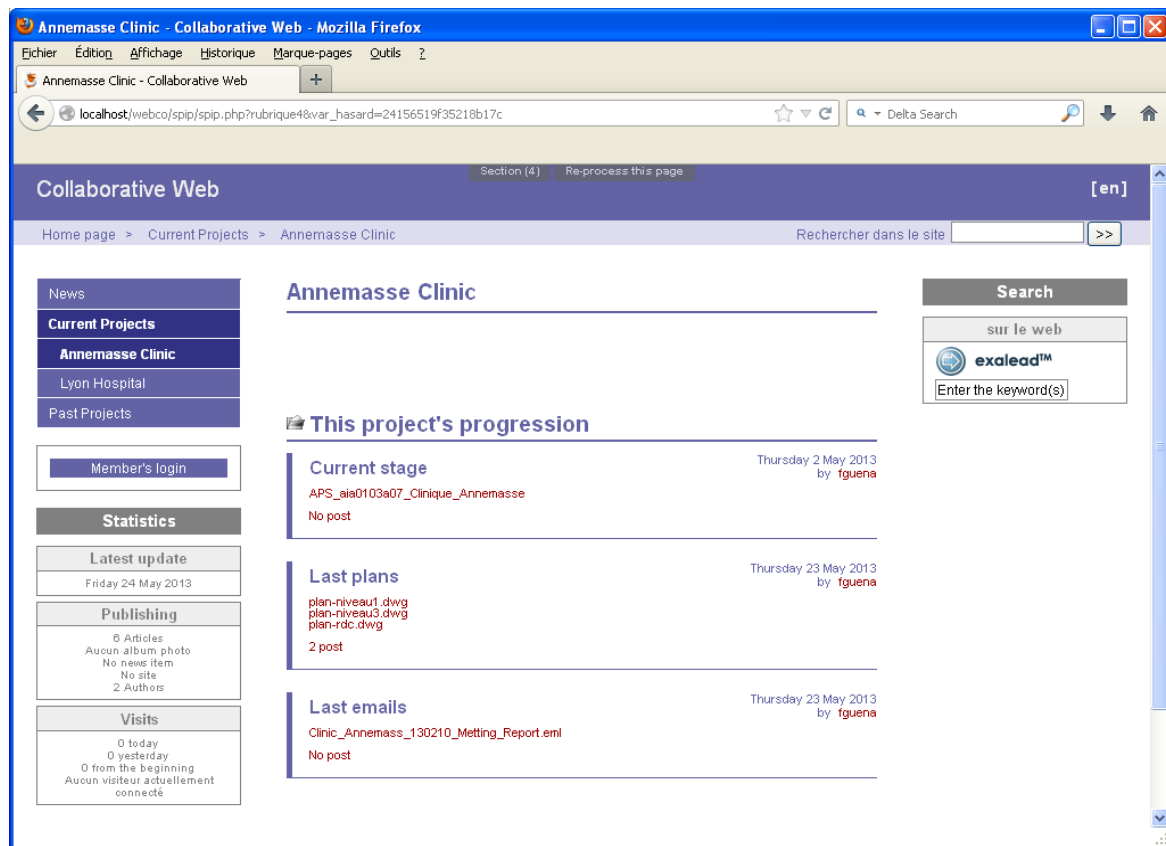 Annemasse Clinic - Collaborative Web - Mozilla Firefox
Fichier Édition Affichage Historique Marque-pages Outils ?
Annemasse Clinic - Collaborative Web +
localhost/webco/spip/spip.php?rubrique4&var_hasard=24156519f35218b17c
Delta Search
Section (4) Re-process this page
Collaborative Web
[en]
Home page > Current Projects > Annemasse Clinic
Rechercher dans le site >>
News
Current Projects
Annemasse Clinic
Lyon Hospital
Past Projects
Member's login
Statistics
Latest update
Friday 24 May 2013
Publishing
6 Articles
Aucun album photo
No news item
No site
2 Authors
Visits
0 today
0 yesterday
0 from the beginning
Aucun visiteur actuellement
connecté
Annemasse Clinic
This project's progression
Current stage
Thursday 2 May 2013
by fguena
APS_aia0103a07_Clinique_Annemasse
No post
Last plans
Thursday 23 May 2013
by fguena
plan-niveau1.dwg
plan-niveau3.dwg
plan-rdc.dwg
2 post
Last emails
Thursday 23 May 2013
by fguena
Clinic_Annemass_130210_Metting_Report.eml
No post
Search
sur le web
exalead™
Enter the keyword(s)